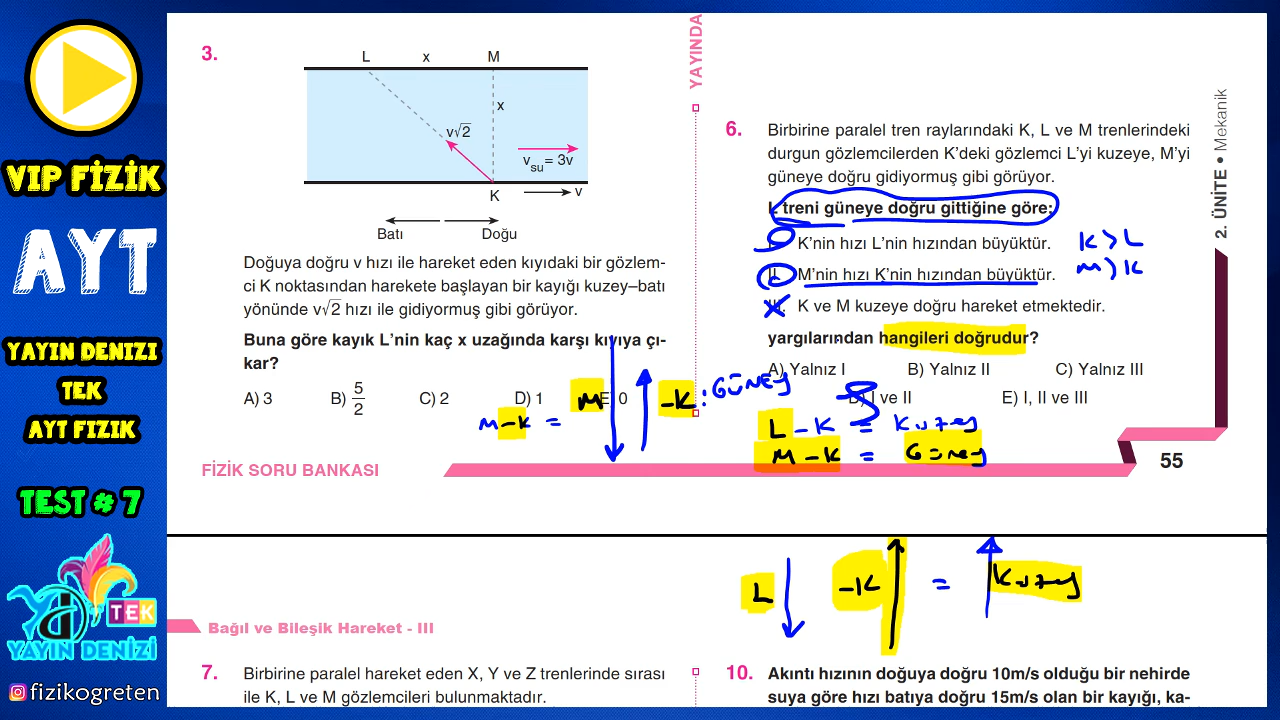 VIP FİZİK
AYT
YAYIN DENIZI
TEK
AYT FIZIK
TEST # 7
TEK
YAYIN DENİZİ
fizikogreten
3.
L x M
x
v√2
vsu = 3v
K
v
Batı Doğu
Doğuya doğru v hızı ile hareket eden kıyıdaki bir gözlem-
ci K noktasından harekete başlayan bir kayığı kuzey–batı
yönünde v√2 hızı ile gidiyormuş gibi görüyor.
Buna göre kayık L'nin kaç x uzağında karşı kıyıya çı-
kar?
A) 3 B) 5/2 C) 2 D) 1 E) 0
M - K = M -K : GÜNEY
FİZİK SORU BANKASI
YAYINDA
6.
Birbirine paralel tren raylarındaki K, L ve M trenlerindeki
durgun gözlemcilerden K'deki gözlemci L'yi kuzeye, M'yi
güneye doğru gidiyormuş gibi görüyor.
L treni güneye doğru gittiğine göre;
K'nin hızı L'nin hızından büyüktür. K > L
II. M'nin hızı K'nin hızından büyüktür. M > K
III. K ve M kuzeye doğru hareket etmektedir.
yargılarından hangileri doğrudur?
A) Yalnız I B) Yalnız II C) Yalnız III
D) I ve II E) I, II ve III
L - K = Kuzey
M - K = Güney
2. ÜNİTE • Mekanik
55
L -K = Kuzey
Bağıl ve Bileşik Hareket - III
7. Birbirine paralel hareket eden X, Y ve Z trenlerinde sırası
ile K, L ve M gözlemcileri bulunmaktadır.
10. Akıntı hızının doğuya doğru 10m/s olduğu bir nehirde
suya göre hızı batıya doğru 15m/s olan bir kayığı, ka-